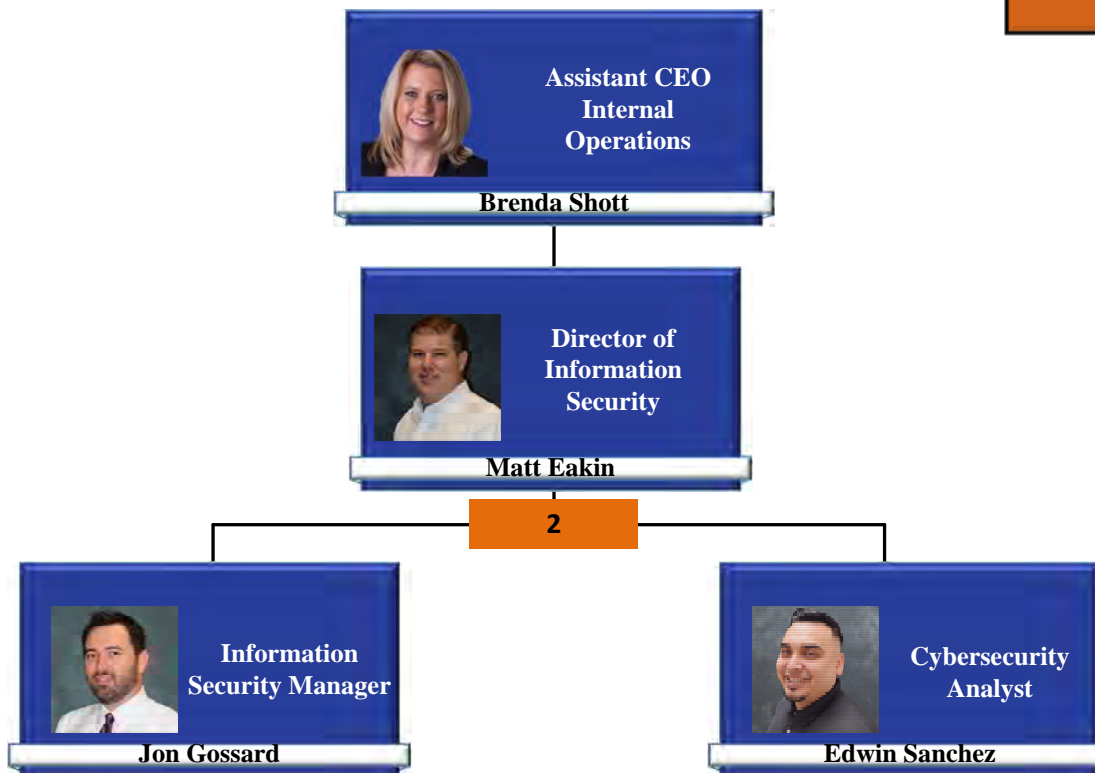 Assistant CEO
Internal
Operations
Brenda Shott
Director of
Information
Security
Matt Eakin
2
Information
Security Manager
Jon Gossard
Cybersecurity
Analyst
Edwin Sanchez